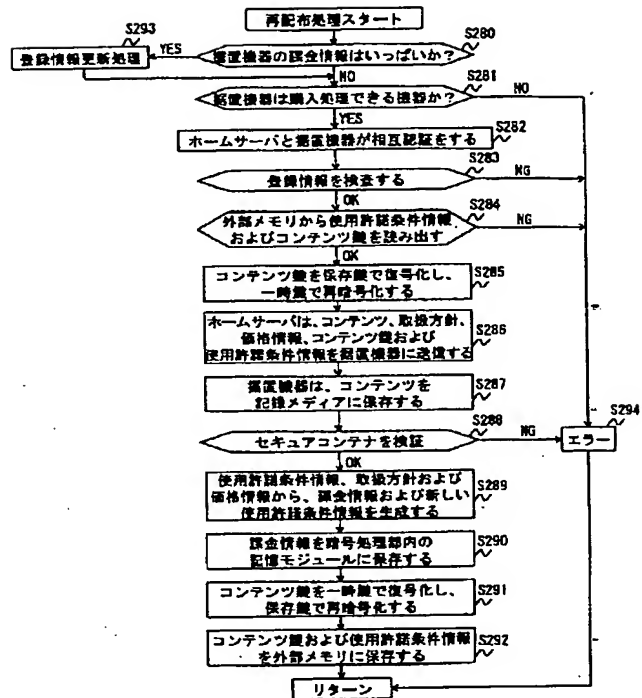 再配布処理スタート
S280
据置機器の課金情報はいっぱいか？
YES
S293
登録情報更新処理
NO
S281
据置機器は購入処理できる機器か？
NO
YES
S282
ホームサーバと据置機器が相互認証をする
S283
登録情報を検査する
NG
OK
S284
外部メモリから使用許諾条件情報
およびコンテンツ鍵を読み出す
NG
OK
S285
コンテンツ鍵を保存鍵で復号化し、
一時鍵で再暗号化する
S286
ホームサーバは、コンテンツ、取扱方針、
価格情報、コンテンツ鍵および
使用許諾条件情報を据置機器に送信する
S287
据置機器は、コンテンツを
記録メディアに保存する
S288
セキュアコンテナを検証
NG
S294
エラー
OK
S289
使用許諾条件情報、取扱方針および
価格情報から、課金情報および新しい
使用許諾条件情報を生成する
S290
課金情報を暗号処理部内の
記憶モジュールに保存する
S291
コンテンツ鍵を一時鍵で復号化し、
保存鍵で再暗号化する
S292
コンテンツ鍵および使用許諾条件情報
を外部メモリに保存する
リターン